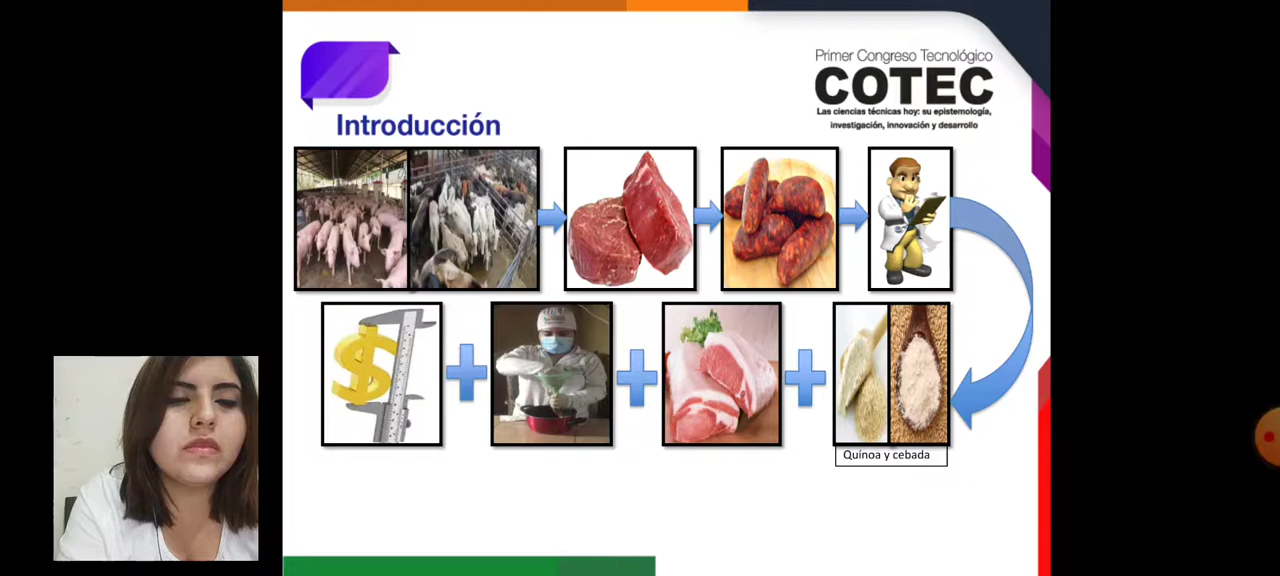 Primer Congreso Tecnológico
COTEC
Las ciencias técnicas hoy: su epistemología,
investigación, innovación y desarrollo
Introducción
Quínoa y cebada